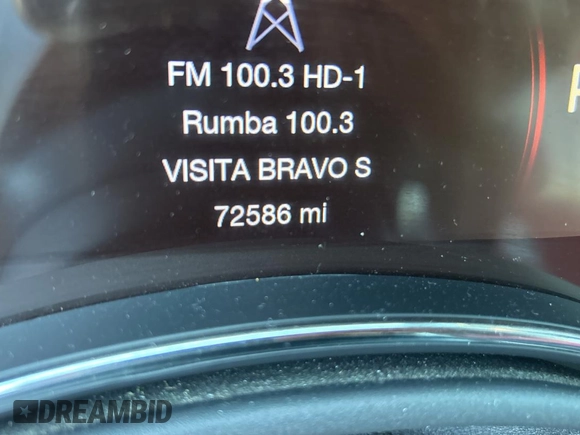 FM 100.3 HD-1
Rumba 100.3
VISITA BRAVO S
72586 mi
DREAMBID